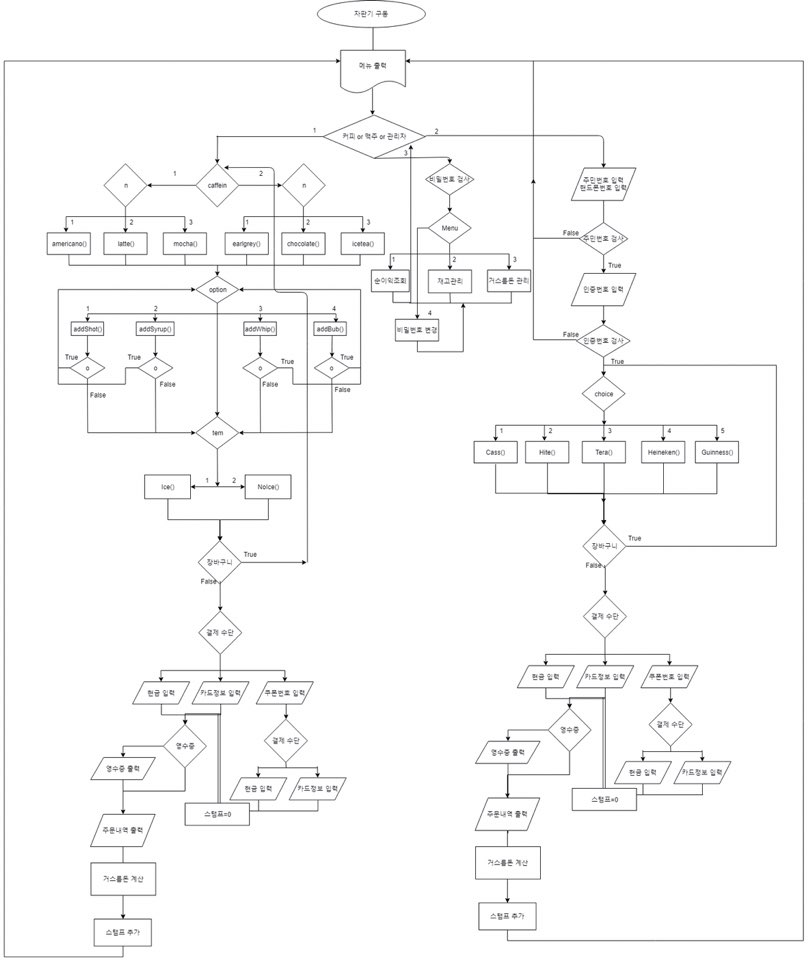 자판기 구동
메뉴 출력
커피 or 맥주 or 관리자
1
2
3
n
1
caffein
2
n
비밀번호 검사
주민번호 입력
핸드폰번호 입력
1
2
3
1
2
3
americano()
latte()
mocha()
earlgrey()
chocolate()
icetea()
Menu
False
주민번호 검사
True
1
2
3
순이익조회
재고관리
거스름돈 관리
인증번호 입력
option
4
비밀번호 변경
1
2
3
4
addShot()
addSyrup()
addWhip()
addBub()
False
인증번호 검사
True
True
o
True
o
o
True
o
True
False
False
False
False
choice
tem
1
2
3
4
5
Cass()
Hite()
Tera()
Heineken()
Guinness()
Ice()
1
2
NoIce()
장바구니
True
False
장바구니
True
False
결제 수단
결제 수단
현금 입력
카드정보 입력
주문번호 입력
현금 입력
카드정보 입력
주문번호 입력
영수증
결제 수단
영수증
결제 수단
영수증 출력
현금 입력
카드정보 입력
영수증 출력
현금 입력
카드정보 입력
스탬프=0
스탬프=0
주문내역 출력
주문내역 출력
거스름돈 계산
거스름돈 계산
스탬프 추가
스탬프 추가